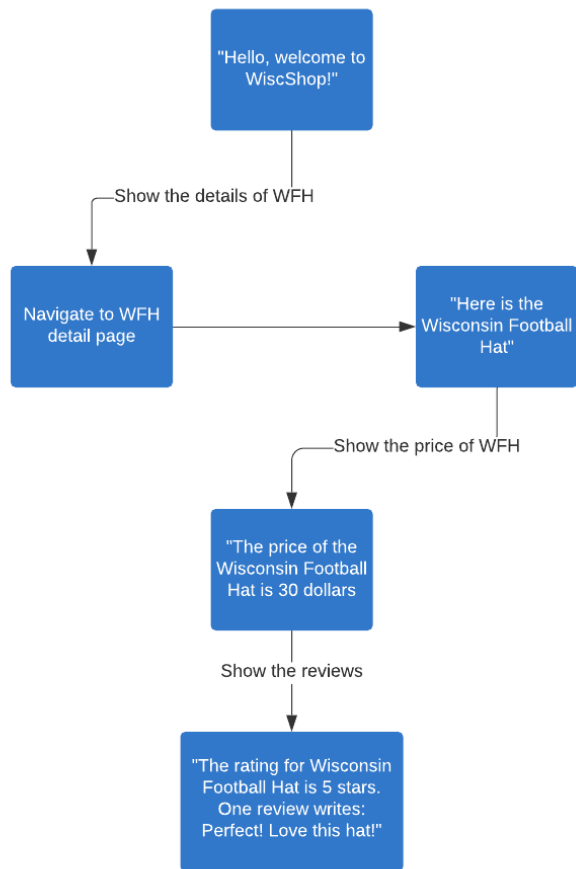 "Hello, welcome to
WiscShop!"
Show the details of WFH
Navigate to WFH
detail page
"Here is the
Wisconsin Football
Hat"
Show the price of WFH
"The price of the
Wisconsin Football
Hat is 30 dollars
Show the reviews
"The rating for Wisconsin
Football Hat is 5 stars.
One review writes:
Perfect! Love this hat!"